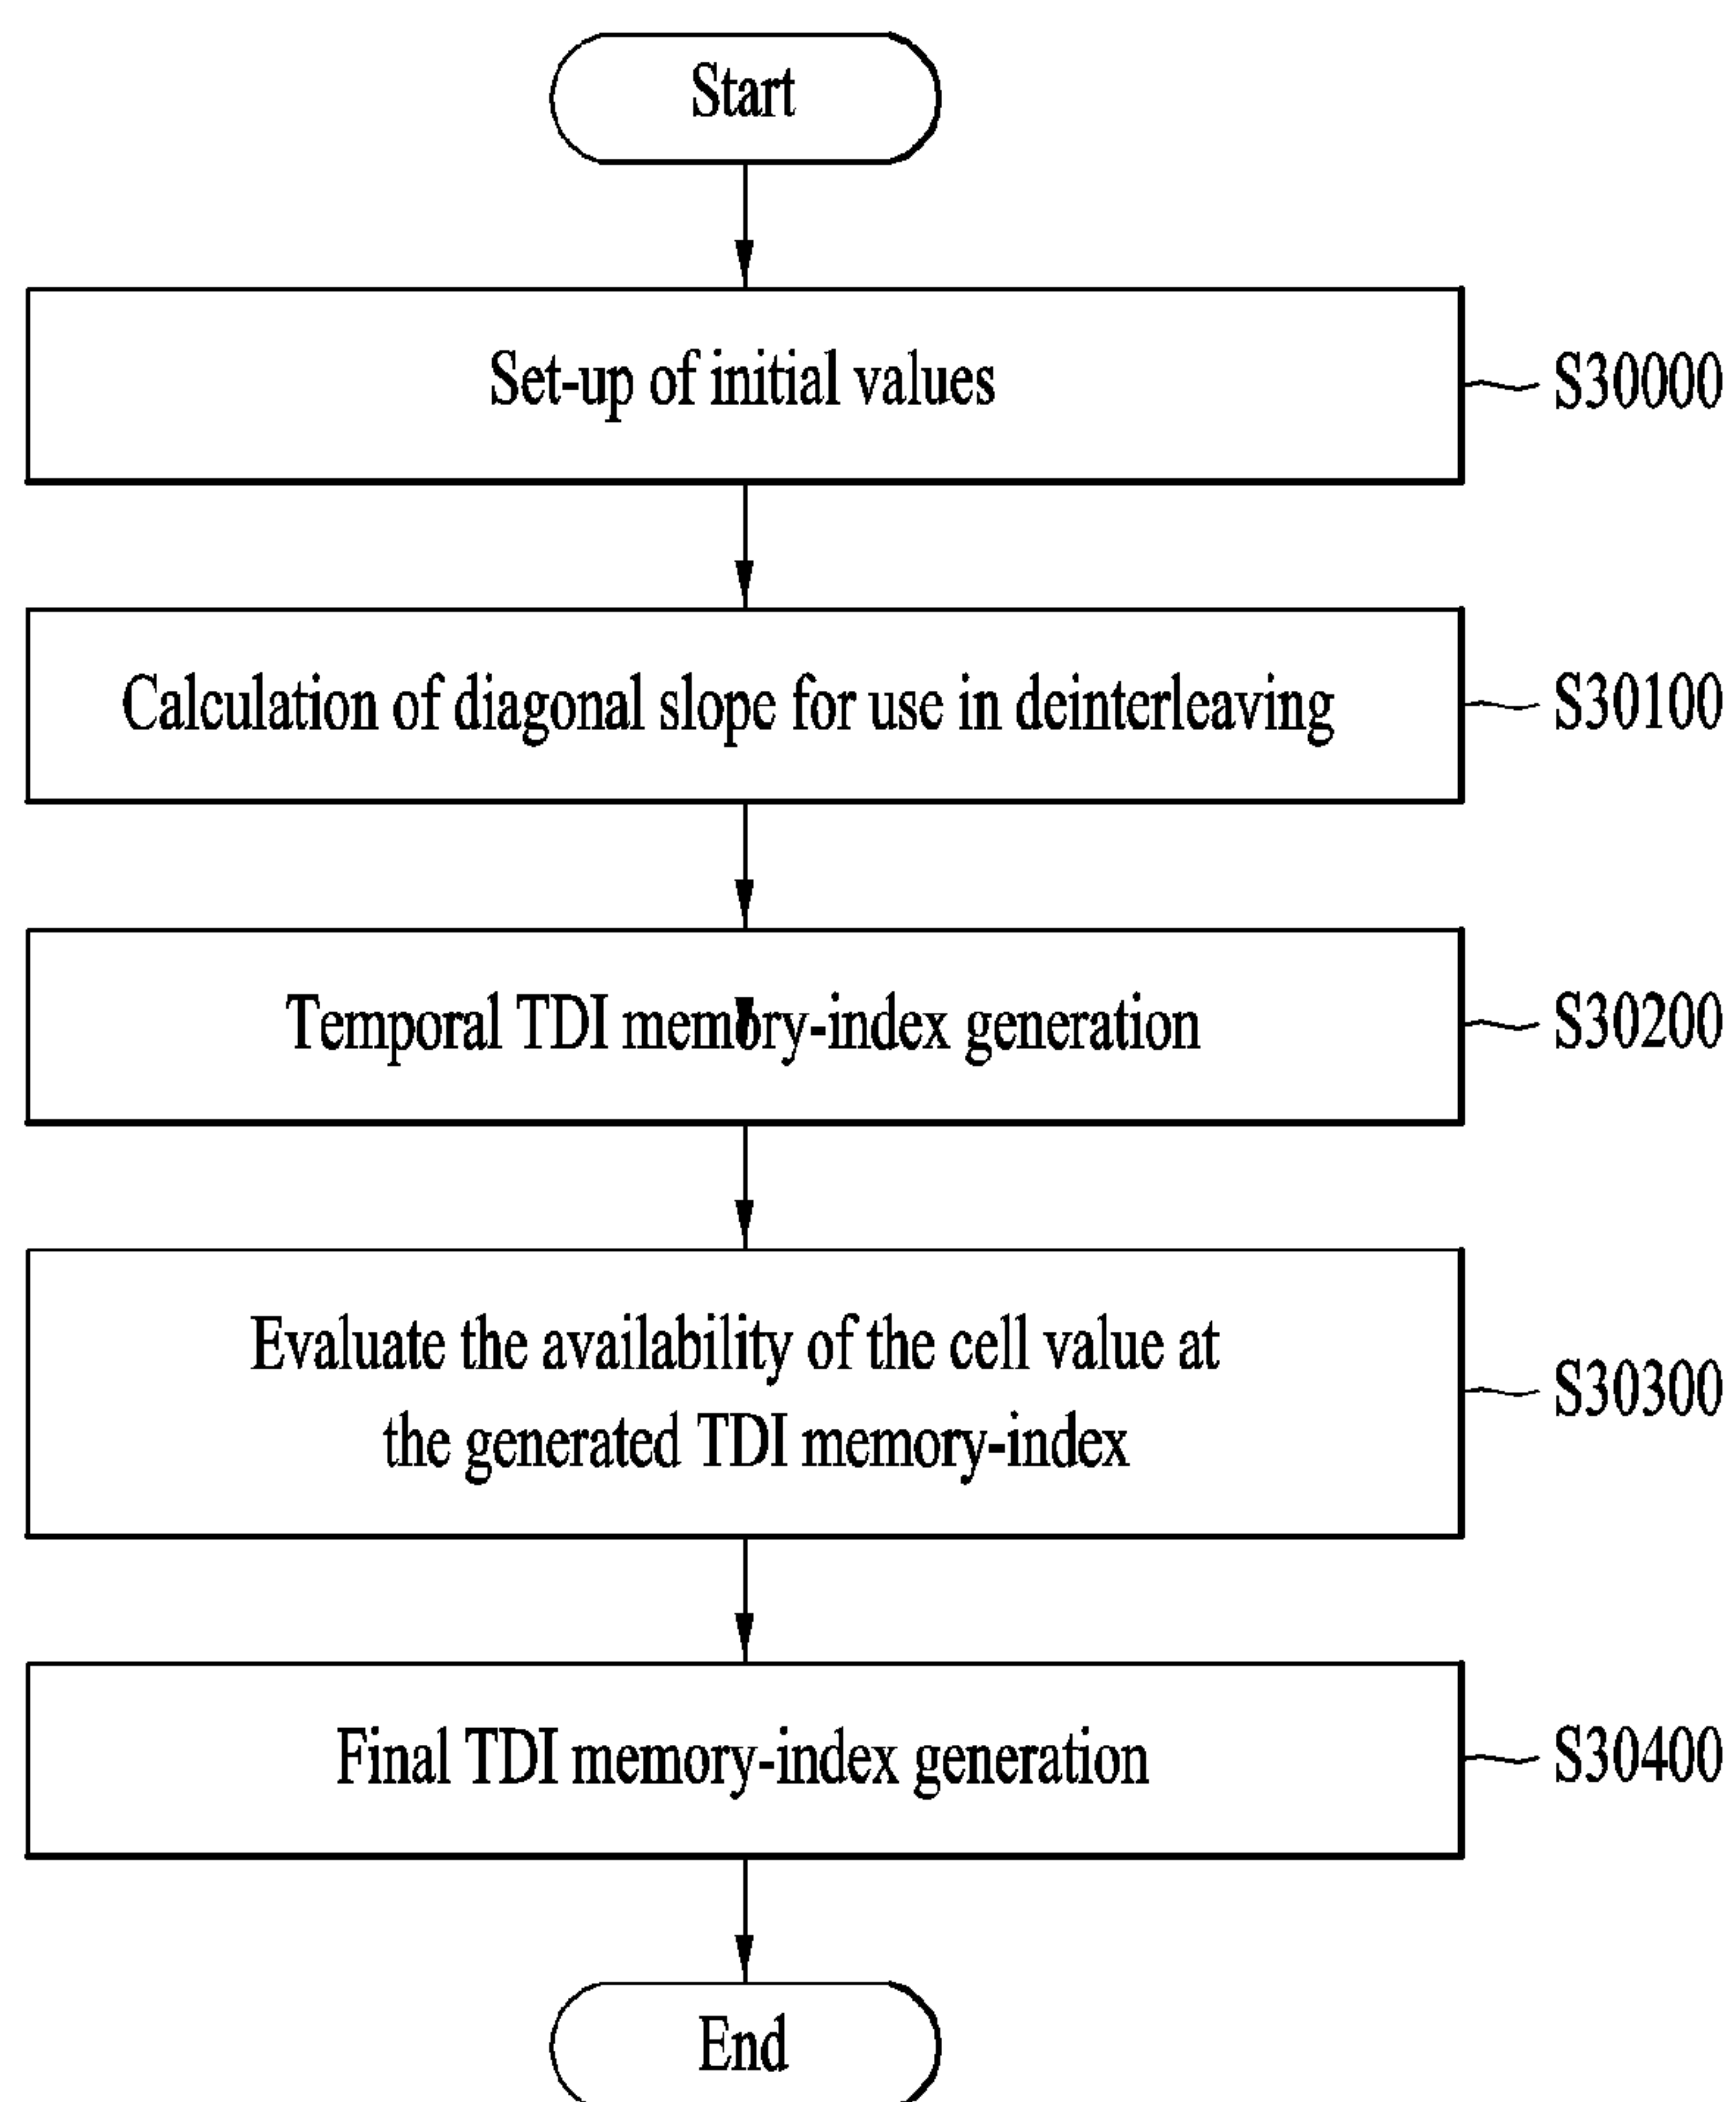 Start
Set-up of initial values
S30000
Calculation of diagonal slope for use in deinterleaving
S30100
Temporal TDI memory-index generation
S30200
Evaluate the availability of the cell value at
the generated TDI memory-index
S30300
Final TDI memory-index generation
S30400
End